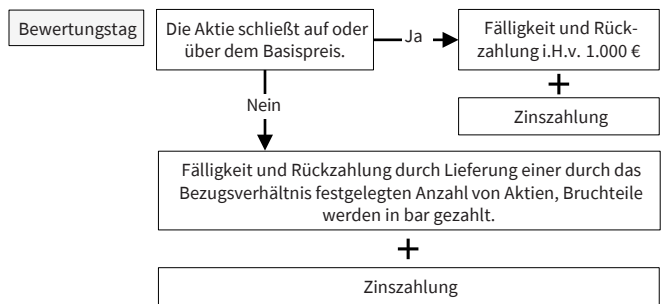 Bewertungstag
Die Aktie schließt auf oder
über dem Basispreis.
Ja
Fälligkeit und Rück-
zahlung i.H.v. 1.000 €
+
Zinszahlung
Nein
Fälligkeit und Rückzahlung durch Lieferung einer durch das
Bezugsverhältnis festgelegten Anzahl von Aktien, Bruchteile
werden in bar gezahlt.
+
Zinszahlung